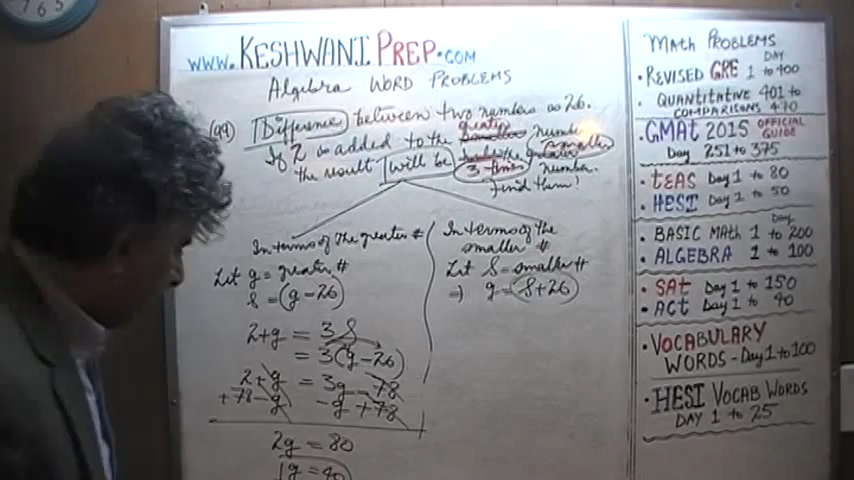 7 6 5
www.KESHWANIPREP.COM
Algebra WORD PROBLEMS
(99) Difference between two numbers is 26.
If 2 is added to the greater number
the result will be 3 times the smaller number.
Find them!
In terms of the greater #
Let g = greater #
S = (g - 26)
2+g = 3S
= 3(g - 26)
2+g = 3g - 78
+78 - g - g + 78
2g = 80
g = 40
In terms of the
smaller #
Let S = smaller #
⇒ g = S+26
MATH PROBLEMS
DAY
• REVISED GRE 1 to 400
• QUANTITATIVE 401 to
COMPARISONS 470
• GMAT 2015 OFFICIAL GUIDE
Day 251 to 375
• TEAS Day 1 to 80
• HESI Day 1 to 50
Day
• BASIC MATH 1 to 200
• ALGEBRA 1 to 100
• SAT Day 1 to 150
• ACT Day 1 to 40
• VOCABULARY
WORDS - Day 1 to 100
• HESI VOCAB WORDS
DAY 1 to 25